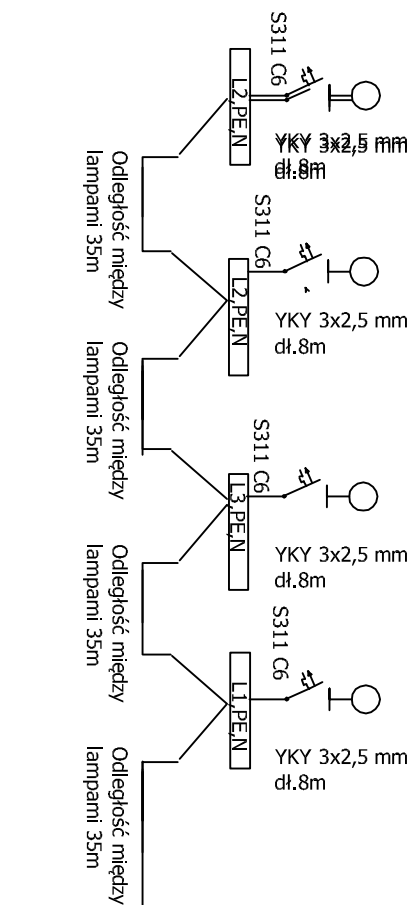 S311 C6
L2,PE,N
YKY 3x2,5 mm
dł.8m
Odległość między
lampami 35m
S311 C6
L2,PE,N
YKY 3x2,5 mm
dł.8m
Odległość między
lampami 35m
S311 C6
L3,PE,N
YKY 3x2,5 mm
dł.8m
Odległość między
lampami 35m
S311 C6
L1,PE,N
YKY 3x2,5 mm
dł.8m
Odległość między
lampami 35m